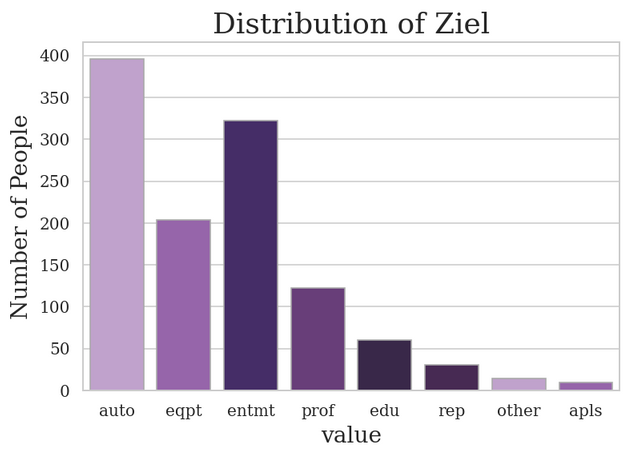 Distribution of Ziel
Number of People
400
350
300
250
200
150
100
50
0
auto eqpt entmt prof edu rep other apls
value